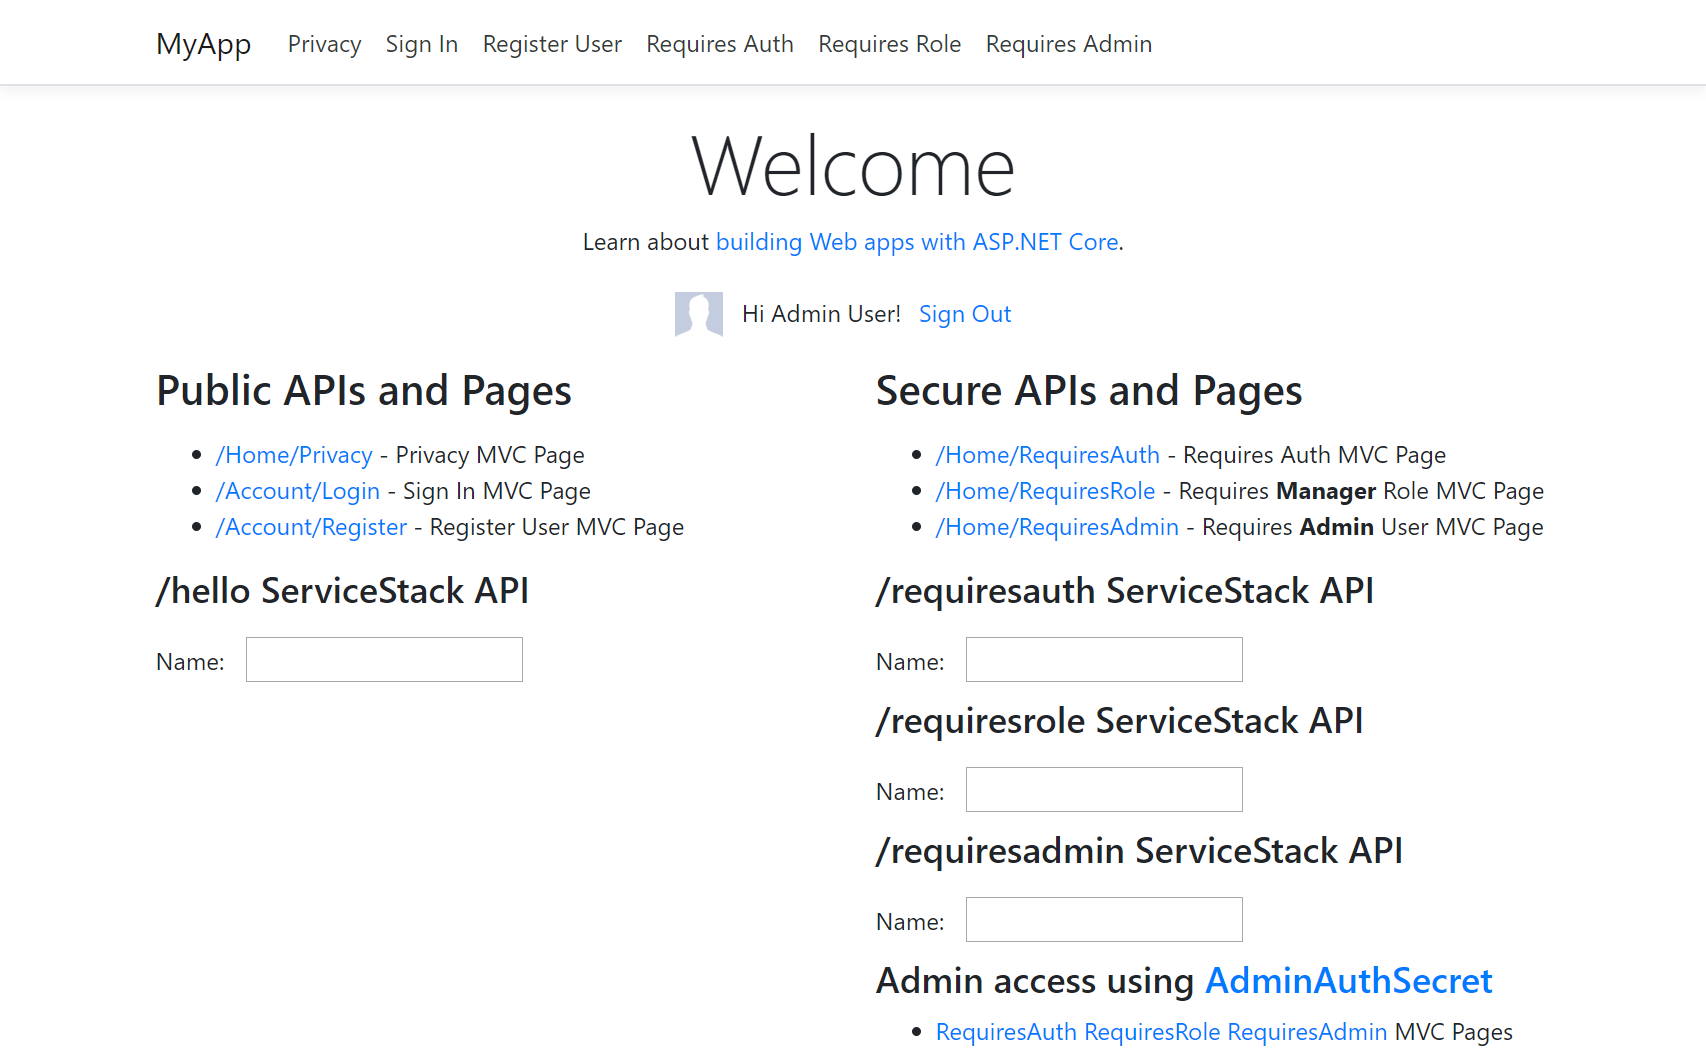 MyApp Privacy Sign In Register User Requires Auth Requires Role Requires Admin
Welcome
Learn about building Web apps with ASP.NET Core.
Hi Admin User! Sign Out
Public APIs and Pages
/Home/Privacy - Privacy MVC Page
/Account/Login - Sign In MVC Page
/Account/Register - Register User MVC Page
/hello ServiceStack API
Name:
Secure APIs and Pages
/Home/RequiresAuth - Requires Auth MVC Page
/Home/RequiresRole - Requires Manager Role MVC Page
/Home/RequiresAdmin - Requires Admin User MVC Page
/requiresauth ServiceStack API
Name:
/requiresrole ServiceStack API
Name:
/requiresadmin ServiceStack API
Name:
Admin access using AdminAuthSecret
RequiresAuth RequiresRole RequiresAdmin MVC Pages